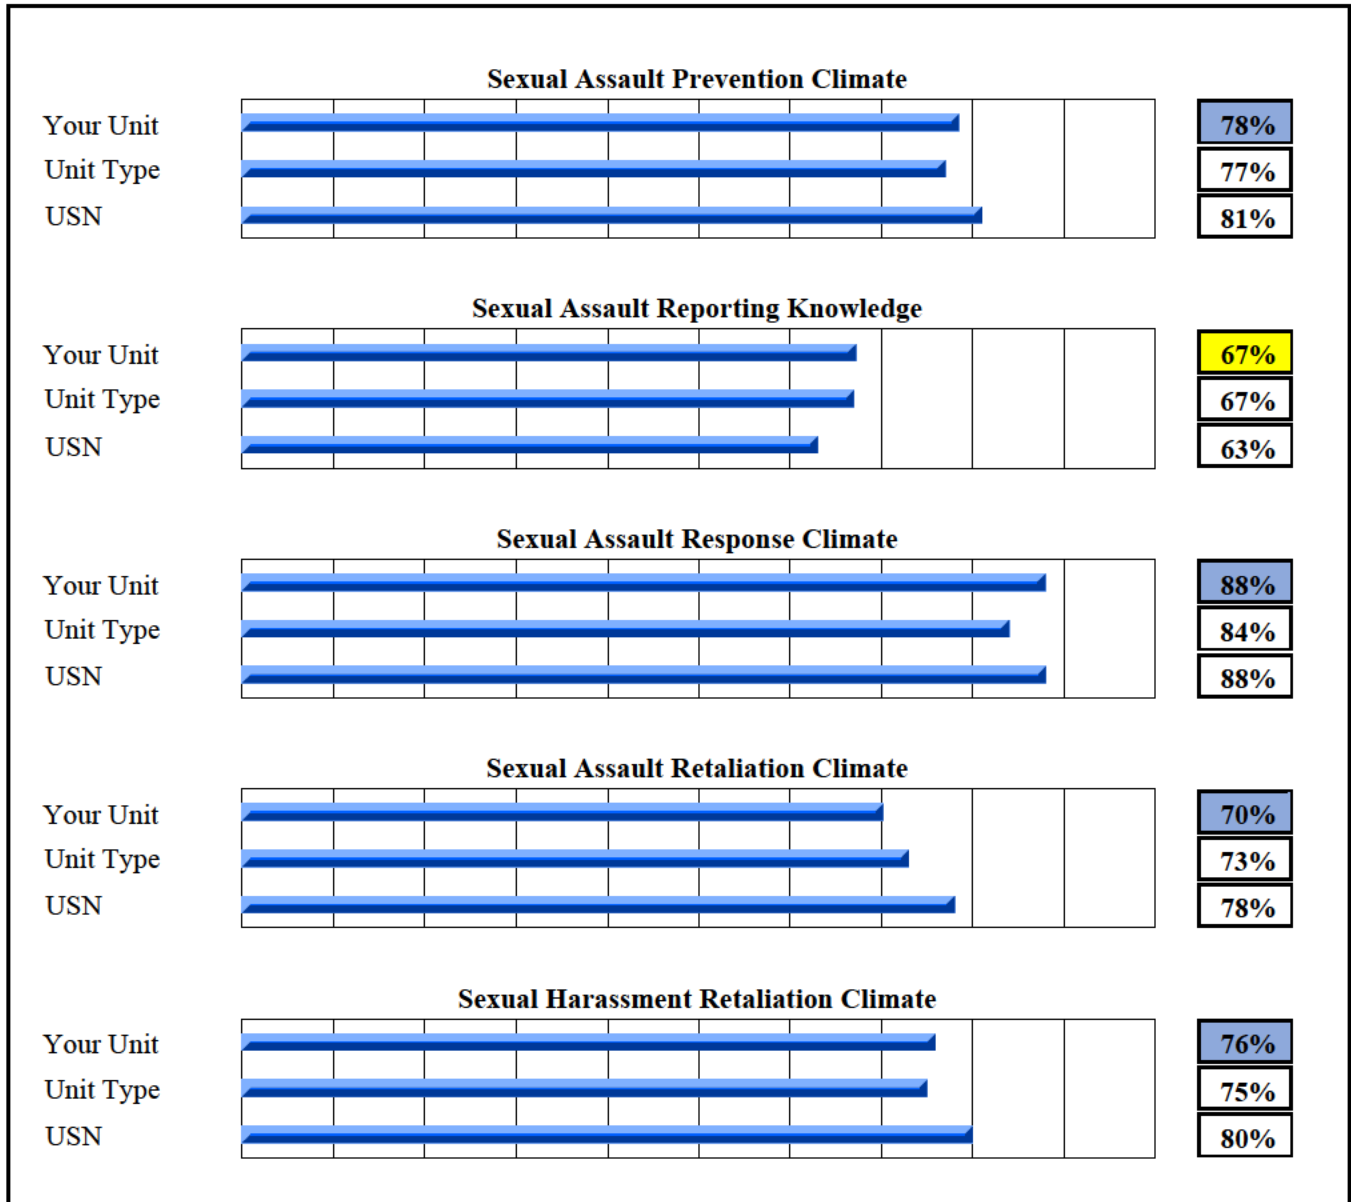 Sexual Assault Prevention Climate
Your Unit 78%
Unit Type 77%
USN 81%
Sexual Assault Reporting Knowledge
Your Unit 67%
Unit Type 67%
USN 63%
Sexual Assault Response Climate
Your Unit 88%
Unit Type 84%
USN 88%
Sexual Assault Retaliation Climate
Your Unit 70%
Unit Type 73%
USN 78%
Sexual Harassment Retaliation Climate
Your Unit 76%
Unit Type 75%
USN 80%